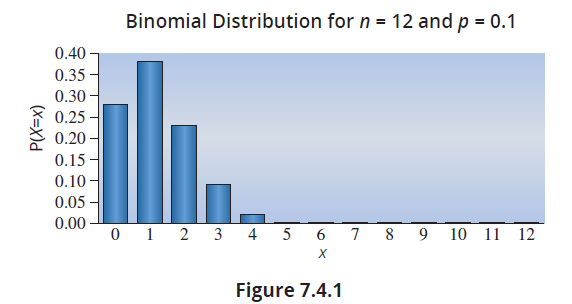 Binomial Distribution for n = 12 and p = 0.1
0.40
0.35
0.30
0.25
0.20
0.15
0.10
0.05
0.00
P(X=x)
0 1 2 3 4 5 6 7 8 9 10 11 12
x
Figure 7.4.1